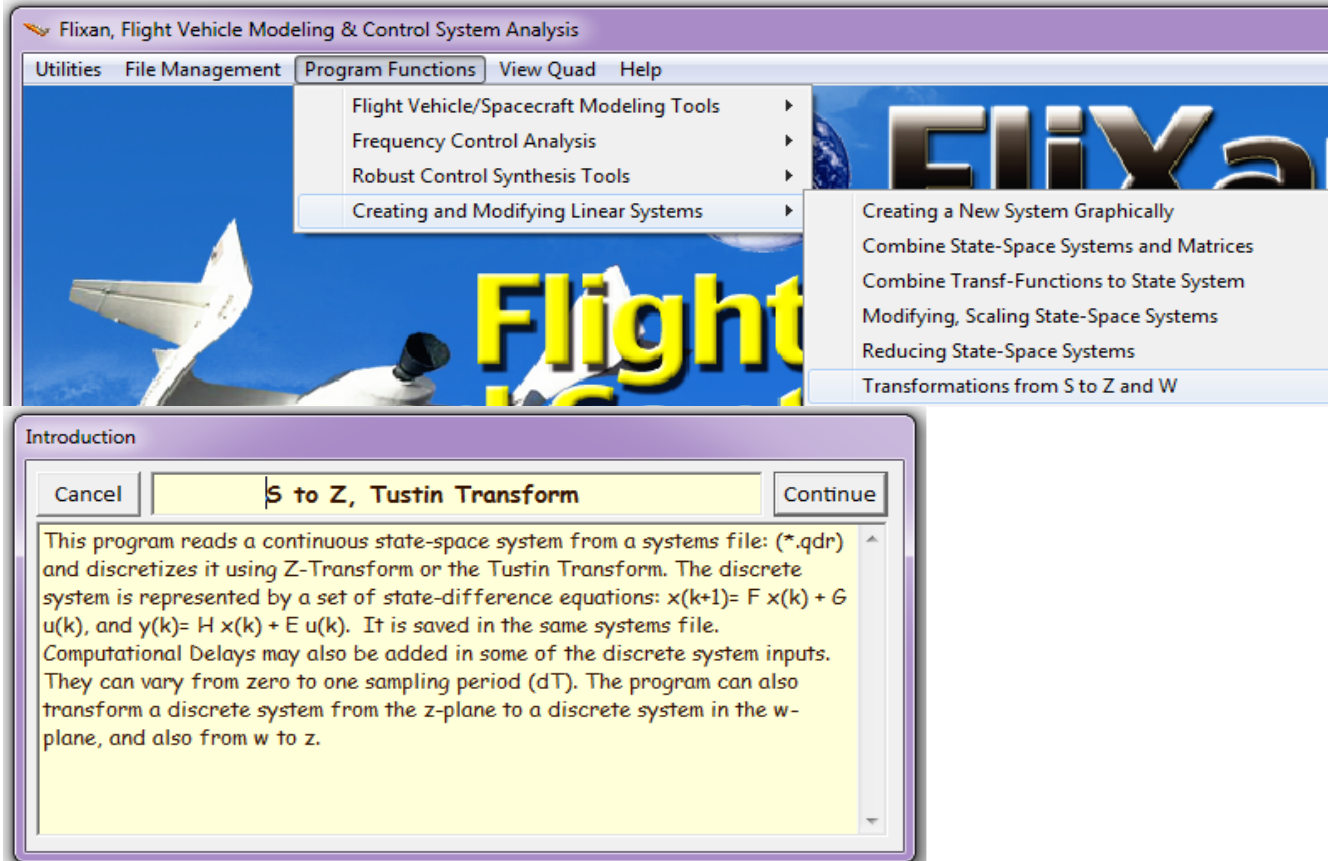 Flixan, Flight Vehicle Modeling & Control System Analysis
Utilities File Management Program Functions View Quad Help
Flight Vehicle/Spacecraft Modeling Tools
Frequency Control Analysis
Robust Control Synthesis Tools
Creating and Modifying Linear Systems
Creating a New System Graphically
Combine State-Space Systems and Matrices
Combine Transf-Functions to State System
Modifying, Scaling State-Space Systems
Reducing State-Space Systems
Transformations from S to Z and W
FliXa
Flight
Introduction
Cancel S to Z, Tustin Transform Continue
This program reads a continuous state-space system from a systems file: (*.qdr)
and discretizes it using Z-Transform or the Tustin Transform. The discrete
system is represented by a set of state-difference equations: x(k+1)= F x(k) + G
u(k), and y(k)= H x(k) + E u(k). It is saved in the same systems file.
Computational Delays may also be added in some of the discrete system inputs.
They can vary from zero to one sampling period (dT). The program can also
transform a discrete system from the z-plane to a discrete system in the w-
plane, and also from w to z.